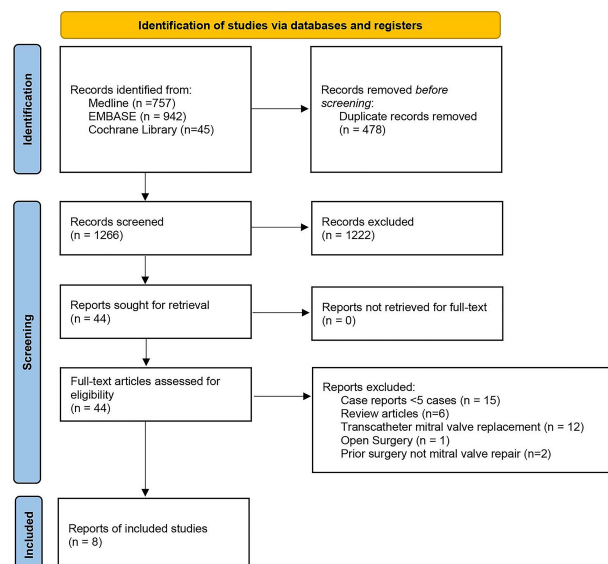 Identification of studies via databases and registers
Identification
Records identified from:
Medline (n =757)
EMBASE (n = 942)
Cochrane Library (n=45)
Records removed before
screening:
Duplicate records removed
(n = 478)
Screening
Records screened
(n = 1266)
Records excluded
(n = 1222)
Reports sought for retrieval
(n = 44)
Reports not retrieved for full-text
(n = 0)
Full-text articles assessed for
eligibility
(n = 44)
Reports excluded:
Case reports <5 cases (n = 15)
Review articles (n=6)
Transcatheter mitral valve replacement (n = 12)
Open Surgery (n = 1)
Prior surgery not mitral valve repair (n=2)
Included
Reports of included studies
(n = 8)